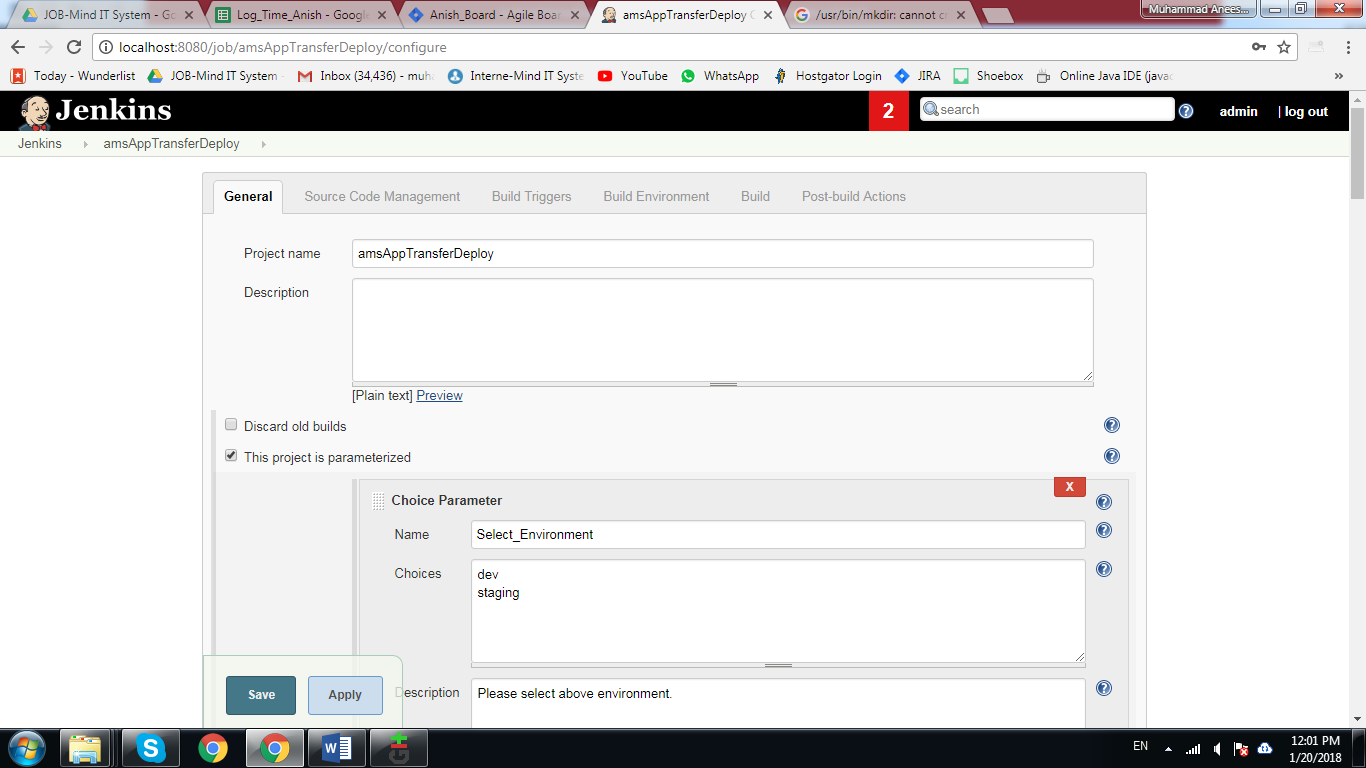 JOB-Mind IT System - Go
Log_Time_Anish - Google
Anish_Board - Agile Boar
amsAppTransferDeploy C
/usr/bin/mkdir: cannot c
Muhammad Anees...
localhost:8080/job/amsAppTransferDeploy/configure
Today - Wunderlist
JOB-Mind IT System -
Inbox (34,436) - muh
Interne-Mind IT Syste
YouTube
WhatsApp
Hostgator Login
JIRA
Shoebox
Online Java IDE (java
»
Jenkins
2
search
admin
| log out
Jenkins
amsAppTransferDeploy
General
Source Code Management
Build Triggers
Build Environment
Build
Post-build Actions
Project name
amsAppTransferDeploy
Description
[Plain text] Preview
Discard old builds
This project is parameterized
X
Choice Parameter
Name
Select_Environment
Choices
dev
staging
Description
Please select above environment.
Save
Apply
EN
12:01 PM
1/20/2018